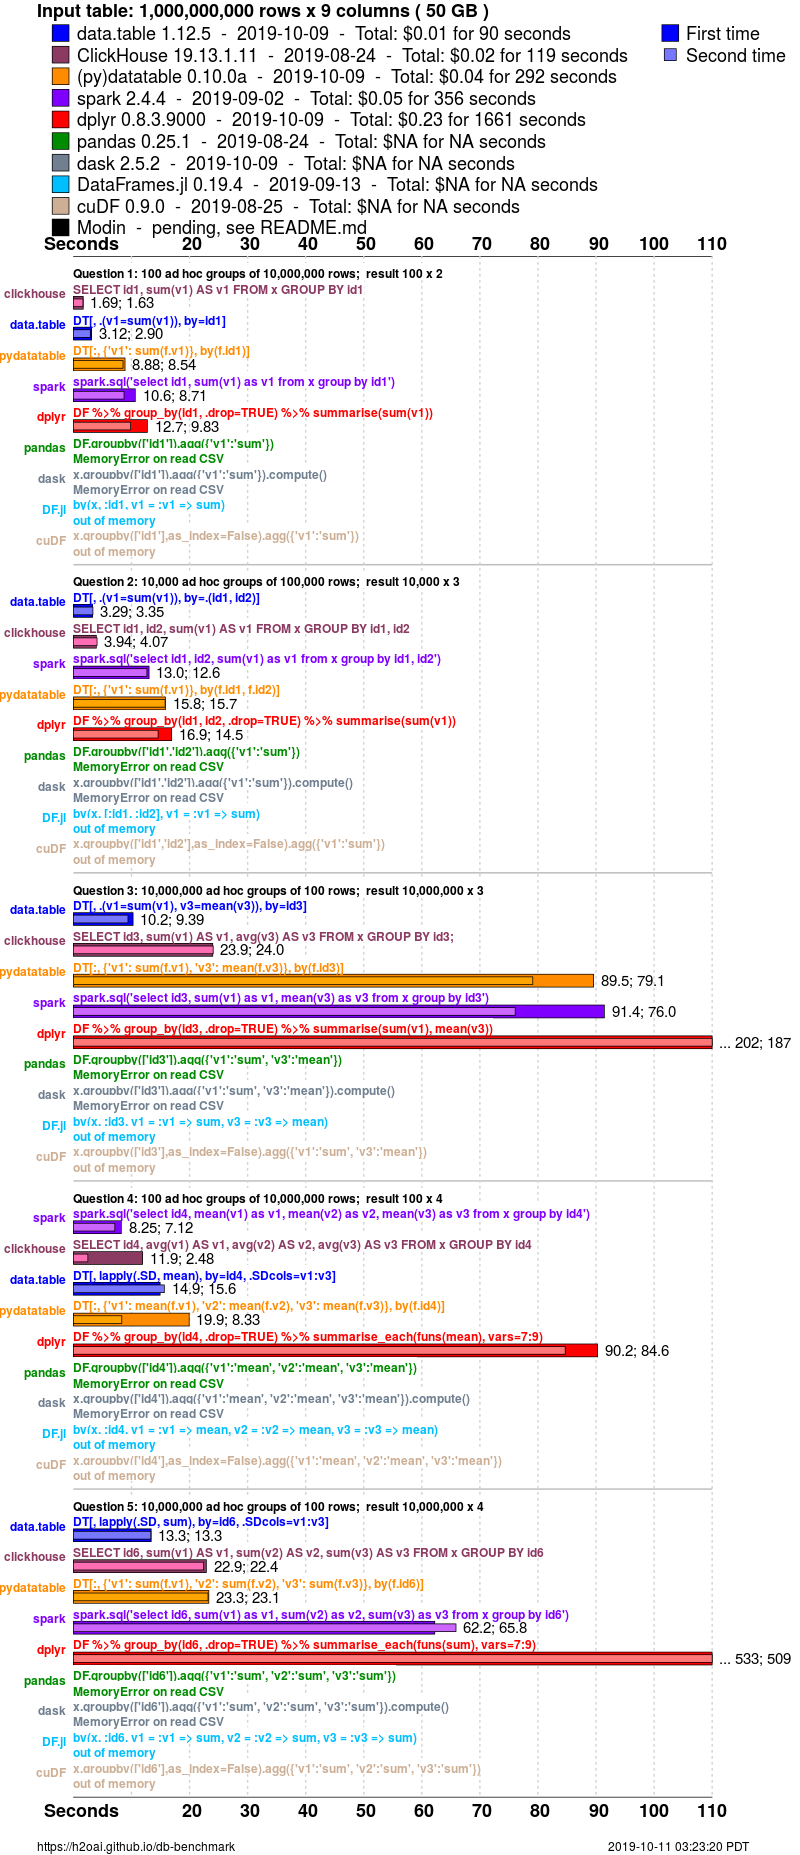 Input table: 1,000,000,000 rows x 9 columns ( 50 GB )
data.table 1.12.5 - 2019-10-09 - Total: $0.01 for 90 seconds
First time
ClickHouse 19.13.1.11 - 2019-08-24 - Total: $0.02 for 119 seconds
Second time
(py)datatable 0.10.0a - 2019-10-09 - Total: $0.04 for 292 seconds
spark 2.4.4 - 2019-09-02 - Total: $0.05 for 356 seconds
dplyr 0.8.3.9000 - 2019-10-09 - Total: $0.23 for 1661 seconds
pandas 0.25.1 - 2019-08-24 - Total: $NA for NA seconds
dask 2.5.2 - 2019-10-09 - Total: $NA for NA seconds
DataFrames.jl 0.19.4 - 2019-09-13 - Total: $NA for NA seconds
cuDF 0.9.0 - 2019-08-25 - Total: $NA for NA seconds
Modin - pending, see README.md
Seconds 20 30 40 50 60 70 80 90 100 110
Question 1: 100 ad hoc groups of 10,000,000 rows; result 100 x 2
clickhouse SELECT id1, sum(v1) AS v1 FROM x GROUP BY id1
1.69; 1.63
data.table DT[, .(v1=sum(v1)), by=id1]
3.12; 2.90
pydatatable DT[:, {'v1': sum(f.v1)}, by(f.id1)]
8.88; 8.54
spark spark.sql('select id1, sum(v1) as v1 from x group by id1')
10.6; 8.71
dplyr DF %>% group_by(id1, .drop=TRUE) %>% summarise(sum(v1))
12.7; 9.83
pandas DF.groupby(['id1']).agg({'v1':'sum'})
MemoryError on read CSV
dask x.groupby(['id1']).agg({'v1':'sum'}).compute()
MemoryError on read CSV
DF.jl by(x, :id1, v1 = :v1 => sum)
out of memory
cuDF x.groupby(['id1'],as_index=False).agg({'v1':'sum'})
out of memory
Question 2: 10,000 ad hoc groups of 100,000 rows; result 10,000 x 3
data.table DT[, .(v1=sum(v1)), by=.(id1, id2)]
3.29; 3.35
clickhouse SELECT id1, id2, sum(v1) AS v1 FROM x GROUP BY id1, id2
3.94; 4.07
spark spark.sql('select id1, id2, sum(v1) as v1 from x group by id1, id2')
13.0; 12.6
pydatatable DT[:, {'v1': sum(f.v1)}, by(f.id1, f.id2)]
15.8; 15.7
dplyr DF %>% group_by(id1, id2, .drop=TRUE) %>% summarise(sum(v1))
16.9; 14.5
pandas DF.groupby(['id1','id2']).agg({'v1':'sum'})
MemoryError on read CSV
dask x.groupby(['id1','id2']).agg({'v1':'sum'}).compute()
MemoryError on read CSV
DF.jl by(x, [:id1, :id2], v1 = :v1 => sum)
out of memory
cuDF x.groupby(['id1','id2'],as_index=False).agg({'v1':'sum'})
out of memory
Question 3: 10,000,000 ad hoc groups of 100 rows; result 10,000,000 x 3
data.table DT[, .(v1=sum(v1), v3=mean(v3)), by=id3]
10.2; 9.39
clickhouse SELECT id3, sum(v1) AS v1, avg(v3) AS v3 FROM x GROUP BY id3;
23.9; 24.0
pydatatable DT[:, {'v1': sum(f.v1), 'v3': mean(f.v3)}, by(f.id3)]
89.5; 79.1
spark spark.sql('select id3, sum(v1) as v1, mean(v3) as v3 from x group by id3')
91.4; 76.0
dplyr DF %>% group_by(id3, .drop=TRUE) %>% summarise(sum(v1), mean(v3))
... 202; 187
pandas DF.groupby(['id3']).agg({'v1':'sum', 'v3':'mean'})
MemoryError on read CSV
dask x.groupby(['id3']).agg({'v1':'sum', 'v3':'mean'}).compute()
MemoryError on read CSV
DF.jl by(x, :id3, v1 = :v1 => sum, v3 = :v3 => mean)
out of memory
cuDF x.groupby(['id3'],as_index=False).agg({'v1':'sum', 'v3':'mean'})
out of memory
Question 4: 100 ad hoc groups of 10,000,000 rows; result 100 x 4
spark spark.sql('select id4, mean(v1) as v1, mean(v2) as v2, mean(v3) as v3 from x group by id4')
8.25; 7.12
clickhouse SELECT id4, avg(v1) AS v1, avg(v2) AS v2, avg(v3) AS v3 FROM x GROUP BY id4
11.9; 2.48
data.table DT[, lapply(.SD, mean), by=id4, .SDcols=v1:v3]
14.9; 15.6
pydatatable DT[:, {'v1': mean(f.v1), 'v2': mean(f.v2), 'v3': mean(f.v3)}, by(f.id4)]
19.9; 8.33
dplyr DF %>% group_by(id4, .drop=TRUE) %>% summarise_each(funs(mean), vars=7:9)
90.2; 84.6
pandas DF.groupby(['id4']).agg({'v1':'mean', 'v2':'mean', 'v3':'mean'})
MemoryError on read CSV
dask x.groupby(['id4']).agg({'v1':'mean', 'v2':'mean', 'v3':'mean'}).compute()
MemoryError on read CSV
DF.jl by(x, :id4, v1 = :v1 => mean, v2 = :v2 => mean, v3 = :v3 => mean)
out of memory
cuDF x.groupby(['id4'],as_index=False).agg({'v1':'mean', 'v2':'mean', 'v3':'mean'})
out of memory
Question 5: 10,000,000 ad hoc groups of 100 rows; result 10,000,000 x 4
data.table DT[, lapply(.SD, sum), by=id6, .SDcols=v1:v3]
13.3; 13.3
clickhouse SELECT id6, sum(v1) AS v1, sum(v2) AS v2, sum(v3) AS v3 FROM x GROUP BY id6
22.9; 22.4
pydatatable DT[:, {'v1': sum(f.v1), 'v2': sum(f.v2), 'v3': sum(f.v3)}, by(f.id6)]
23.3; 23.1
spark spark.sql('select id6, sum(v1) as v1, sum(v2) as v2, sum(v3) as v3 from x group by id6')
62.2; 65.8
dplyr DF %>% group_by(id6, .drop=TRUE) %>% summarise_each(funs(sum), vars=7:9)
... 533; 509
pandas DF.groupby(['id6']).agg({'v1':'sum', 'v2':'sum', 'v3':'sum'})
MemoryError on read CSV
dask x.groupby(['id6']).agg({'v1':'sum', 'v2':'sum', 'v3':'sum'}).compute()
MemoryError on read CSV
DF.jl by(x, :id6, v1 = :v1 => sum, v2 = :v2 => sum, v3 = :v3 => sum)
out of memory
cuDF x.groupby(['id6'],as_index=False).agg({'v1':'sum', 'v2':'sum', 'v3':'sum'})
out of memory
Seconds 20 30 40 50 60 70 80 90 100 110
https://h2oai.github.io/db-benchmark
2019-10-11 03:23:20 PDT